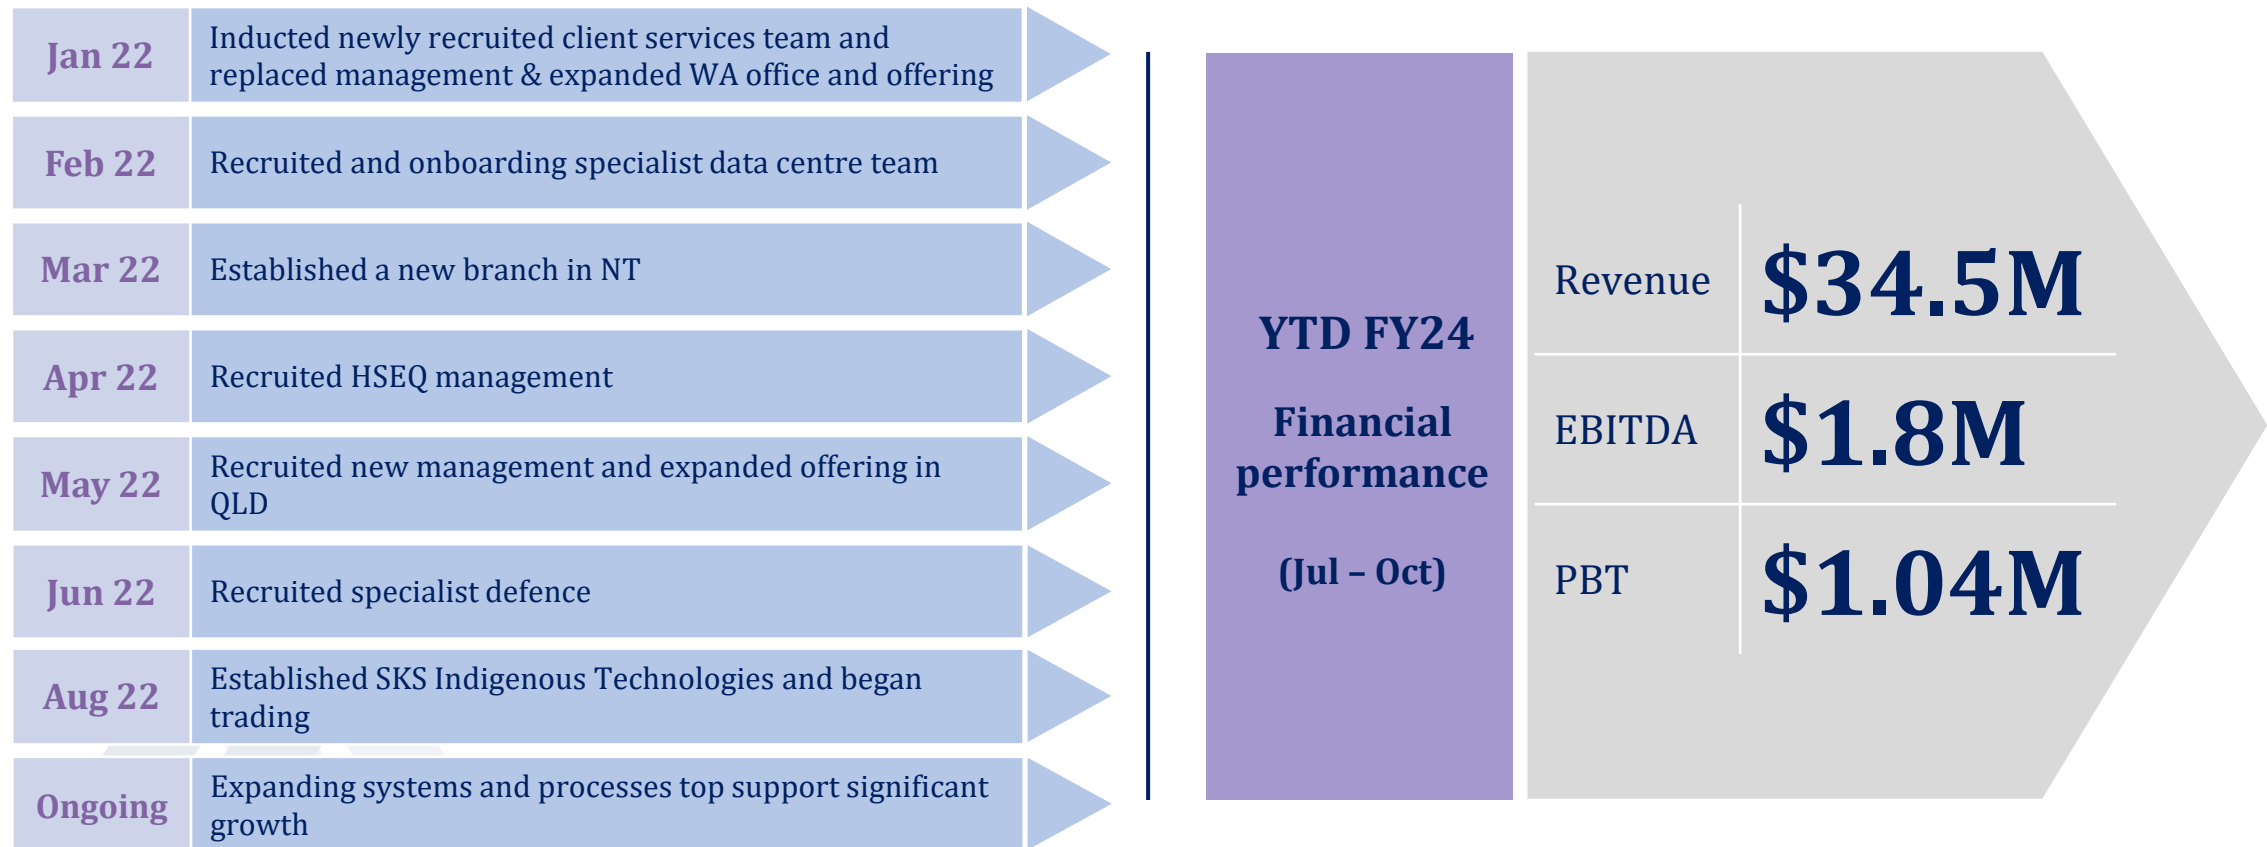 Jan 22
Inducted newly recruited client services team and
replaced management & expanded WA office and offering
Feb 22
Recruited and onboarding specialist data centre team
Mar 22
Established a new branch in NT
Apr 22
Recruited HSEQ management
May 22
Recruited new management and expanded offering in
QLD
Jun 22
Recruited specialist defence
Aug 22
Established SKS Indigenous Technologies and began
trading
Ongoing
Expanding systems and processes top support significant
growth
YTD FY24
Financial
performance
(Jul – Oct)
Revenue
$34.5M
EBITDA
$1.8M
PBT
$1.04M